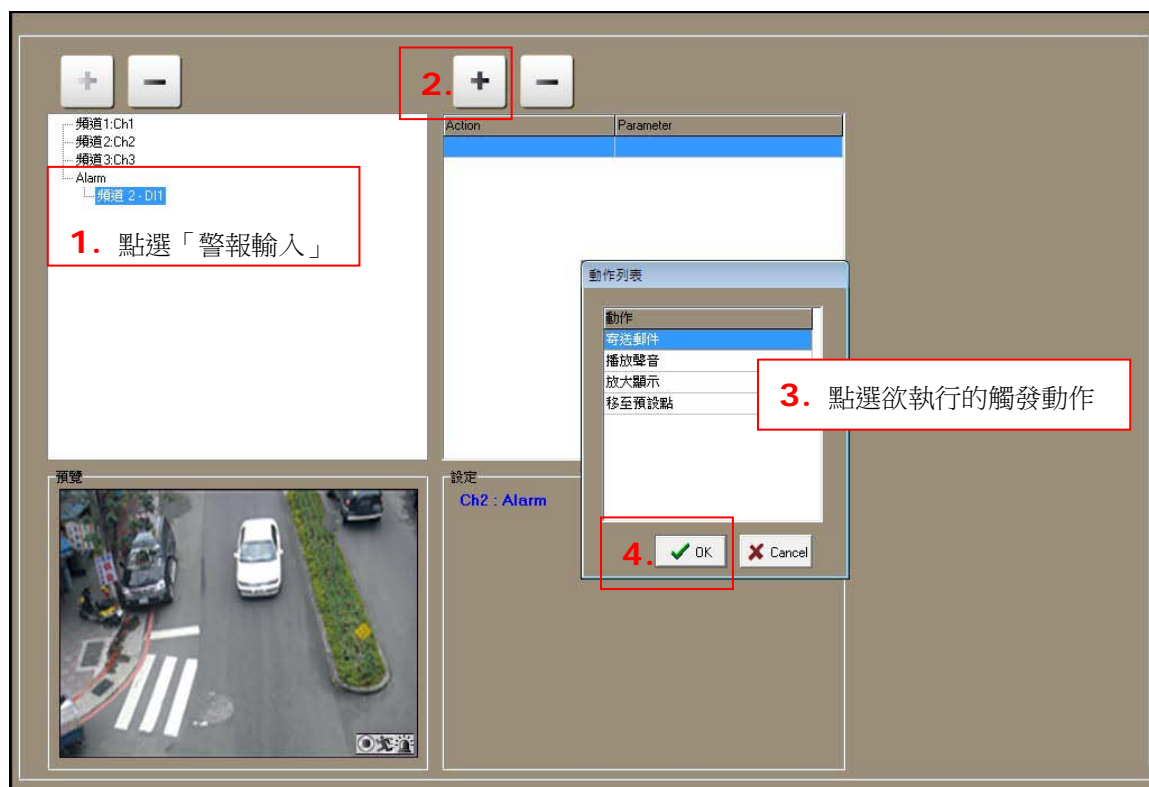 2.
頻道1:Ch1
頻道2:Ch2
頻道3:Ch3
Alarm
頻道 2 - DI1
1. 點選「警報輸入」
Action Parameter
動作列表
動作
寄送郵件
播放聲音
放大顯示
移至預設點
3. 點選欲執行的觸發動作
4. OK Cancel
預覽
設定
Ch2 : Alarm